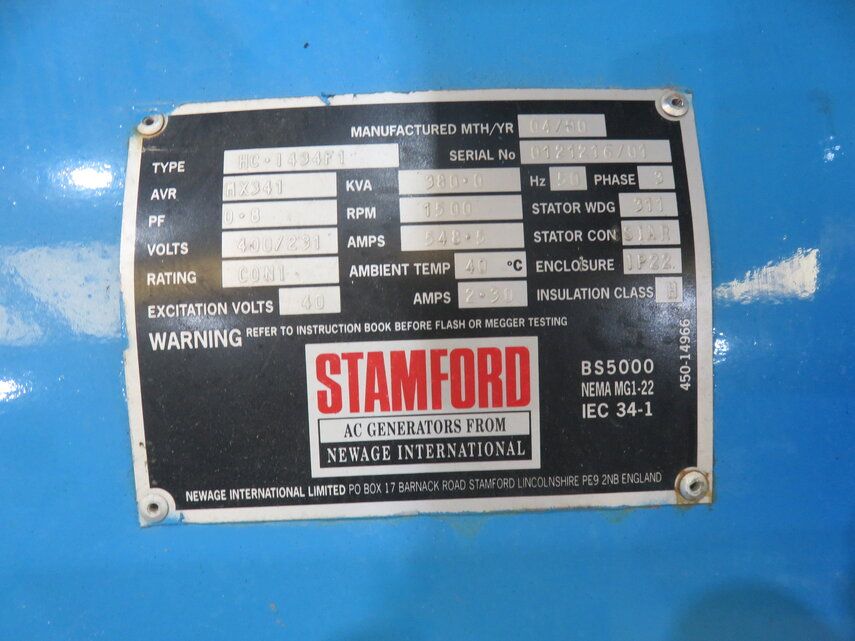 MANUFACTURED MTH/YR 04/
TYPE HC·1434F1 SERIAL No 0121216/01
AVR MX341 KVA 380·0 Hz 50 PHASE 3
PF 0·8 RPM 1500 STATOR WDG 311
VOLTS 400/231 AMPS 548·5 STATOR CON STAR
RATING CONT AMBIENT TEMP 40 °C ENCLOSURE IP22
EXCITATION VOLTS 40 AMPS 2·30 INSULATION CLASS H
WARNING REFER TO INSTRUCTION BOOK BEFORE FLASH OR MEGGER TESTING
450-14966
STAMFORD
AC GENERATORS FROM
NEWAGE INTERNATIONAL
BS5000
NEMA MG1-22
IEC 34-1
NEWAGE INTERNATIONAL LIMITED PO BOX 17 BARNACK ROAD STAMFORD LINCOLNSHIRE PE9 2NB ENGLAND